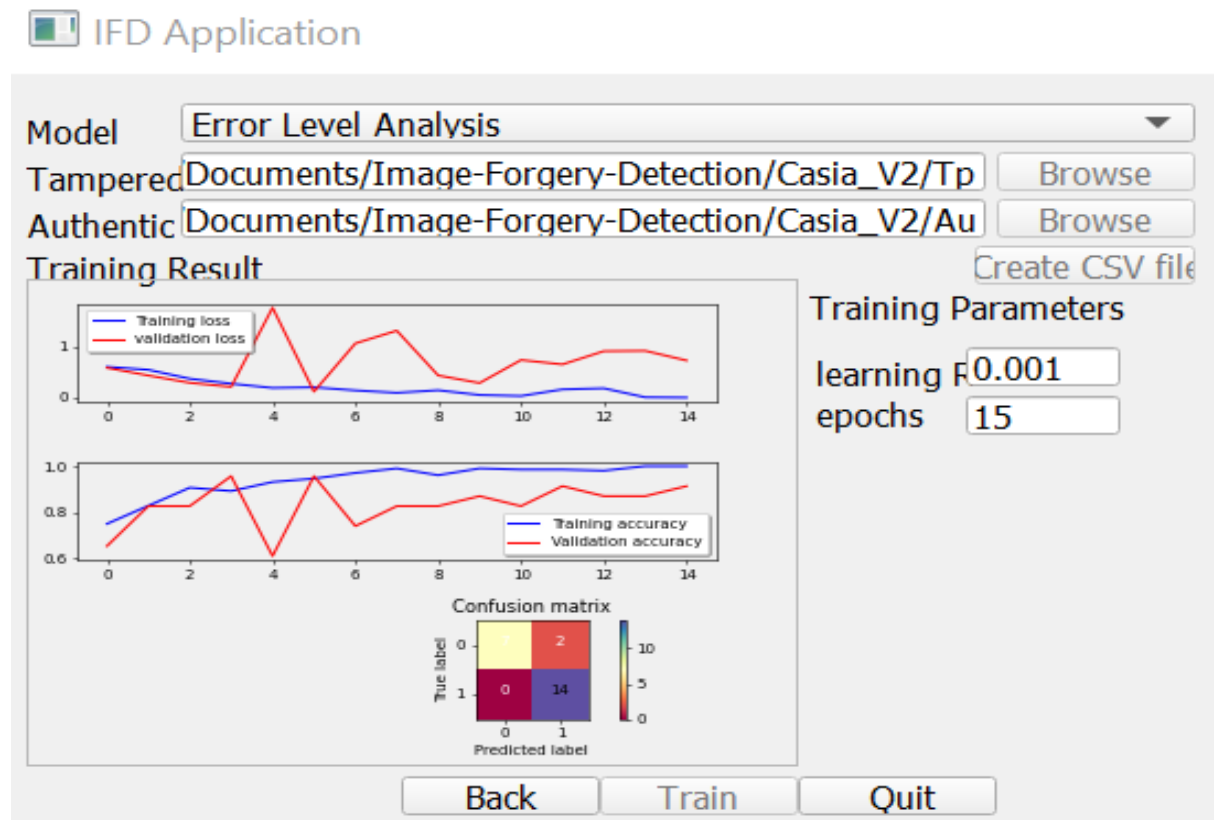 IFD Application
Model Error Level Analysis
Tampered Documents/Image-Forgery-Detection/Casia_V2/Tp Browse
Authentic Documents/Image-Forgery-Detection/Casia_V2/Au Browse
Training Result Create CSV file
Training Parameters
learning R 0.001
epochs 15
Training loss
validation loss
1
0
0 2 4 6 8 10 12 14
1.0
0.8
0.6
Training accuracy
Validation accuracy
0 2 4 6 8 10 12 14
Confusion matrix
True label
0 2
1 0 14
0 1
Predicted label
10
5
0
Back Train Quit